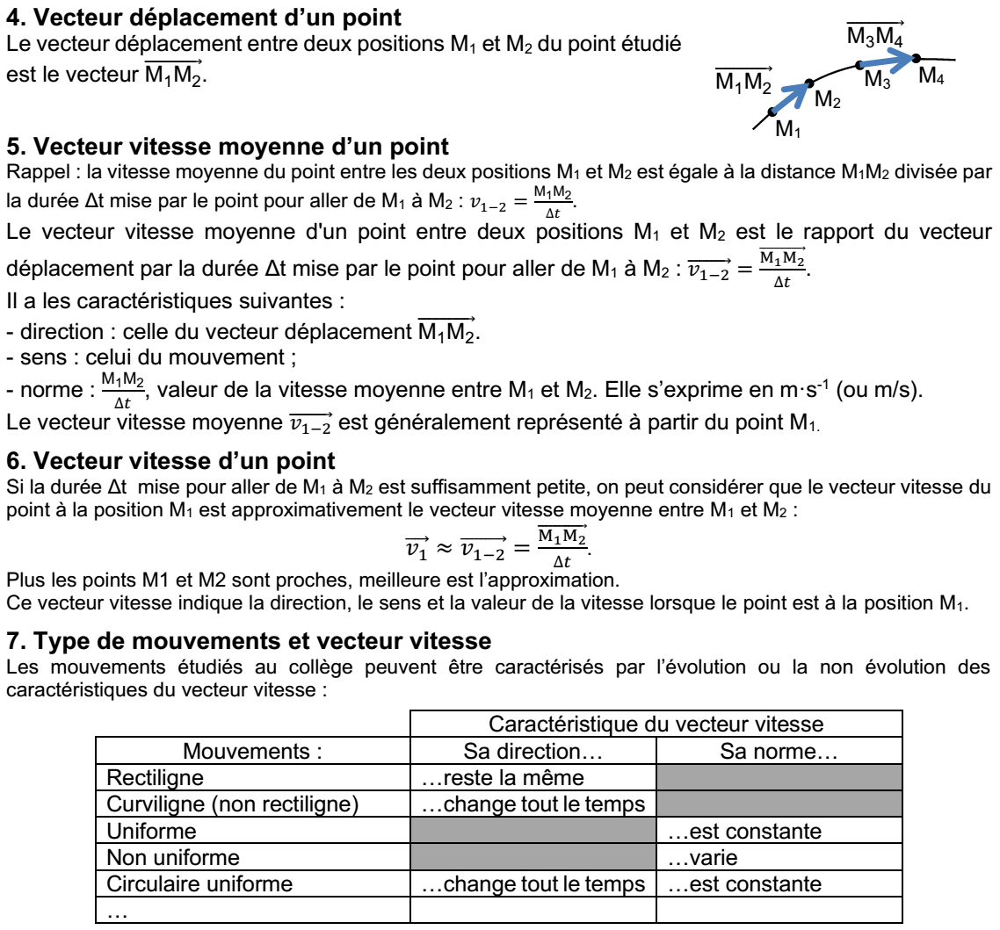 4. Vecteur déplacement d’un point
Le vecteur déplacement entre deux positions M₁ et M₂ du point étudié
est le vecteur $\overrightarrow{M_1M_2}$.
$\overrightarrow{M_3M_4}$
$\overrightarrow{M_1M_2}$
M₃
M₄
M₂
M₁
5. Vecteur vitesse moyenne d’un point
Rappel : la vitesse moyenne du point entre les deux positions M₁ et M₂ est égale à la distance M₁M₂ divisée par
la durée Δt mise par le point pour aller de M₁ à M₂ : $v_{1-2} = \frac{M_1M_2}{\Delta t}$.
Le vecteur vitesse moyenne d'un point entre deux positions M₁ et M₂ est le rapport du vecteur
déplacement par la durée Δt mise par le point pour aller de M₁ à M₂ : $\overrightarrow{v_{1-2}} = \frac{\overrightarrow{M_1M_2}}{\Delta t}$.
Il a les caractéristiques suivantes :
- direction : celle du vecteur déplacement $\overrightarrow{M_1M_2}$.
- sens : celui du mouvement ;
- norme : $\frac{M_1M_2}{\Delta t}$, valeur de la vitesse moyenne entre M₁ et M₂. Elle s’exprime en m·s⁻¹ (ou m/s).
Le vecteur vitesse moyenne $\overrightarrow{v_{1-2}}$ est généralement représenté à partir du point M₁.
6. Vecteur vitesse d’un point
Si la durée Δt mise pour aller de M₁ à M₂ est suffisamment petite, on peut considérer que le vecteur vitesse du
point à la position M₁ est approximativement le vecteur vitesse moyenne entre M₁ et M₂ :
$\overrightarrow{v_1} \approx \overrightarrow{v_{1-2}} = \frac{\overrightarrow{M_1M_2}}{\Delta t}$.
Plus les points M1 et M2 sont proches, meilleure est l’approximation.
Ce vecteur vitesse indique la direction, le sens et la valeur de la vitesse lorsque le point est à la position M₁.
7. Type de mouvements et vecteur vitesse
Les mouvements étudiés au collège peuvent être caractérisés par l’évolution ou la non évolution des
caractéristiques du vecteur vitesse :
Caractéristique du vecteur vitesse
Mouvements : Sa direction… Sa norme…
Rectiligne …reste la même
Curviligne (non rectiligne) …change tout le temps
Uniforme …est constante
Non uniforme …varie
Circulaire uniforme …change tout le temps …est constante
…